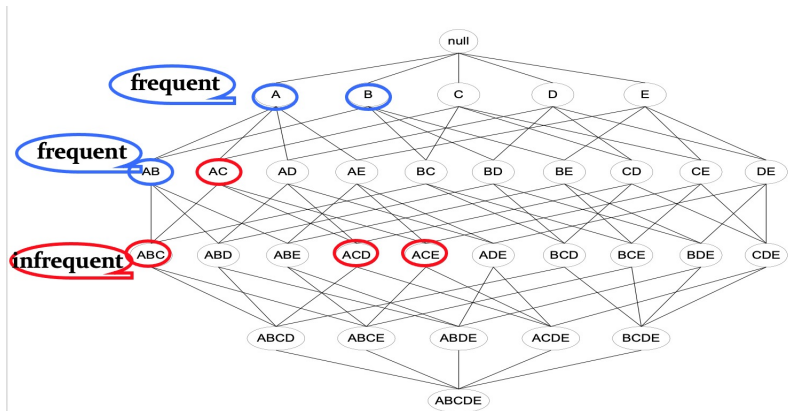 null
frequent
A B C D E
frequent
AB AC AD AE BC BD BE CD CE DE
infrequent
ABC ABD ABE ACD ACE ADE BCD BCE BDE CDE
ABCD ABCE ABDE ACDE BCDE
ABCDE